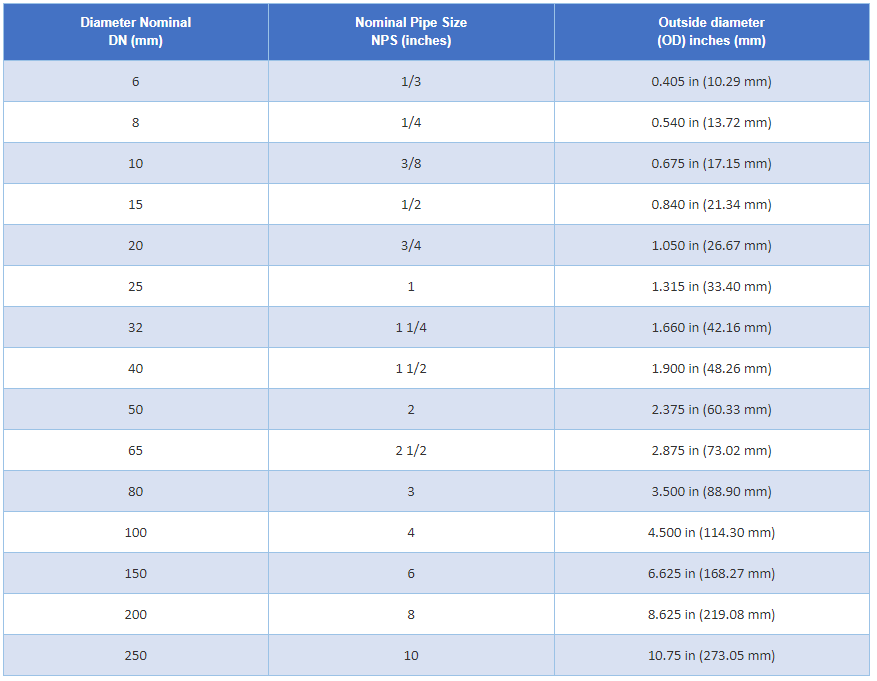 Diameter Nominal Nominal Pipe Size Outside diameter
DN (mm) NPS (inches) (OD) inches (mm)
6 1/3 0.405 in (10.29 mm)
8 1/4 0.540 in (13.72 mm)
10 3/8 0.675 in (17.15 mm)
15 1/2 0.840 in (21.34 mm)
20 3/4 1.050 in (26.67 mm)
25 1 1.315 in (33.40 mm)
32 1 1/4 1.660 in (42.16 mm)
40 1 1/2 1.900 in (48.26 mm)
50 2 2.375 in (60.33 mm)
65 2 1/2 2.875 in (73.02 mm)
80 3 3.500 in (88.90 mm)
100 4 4.500 in (114.30 mm)
150 6 6.625 in (168.27 mm)
200 8 8.625 in (219.08 mm)
250 10 10.75 in (273.05 mm)